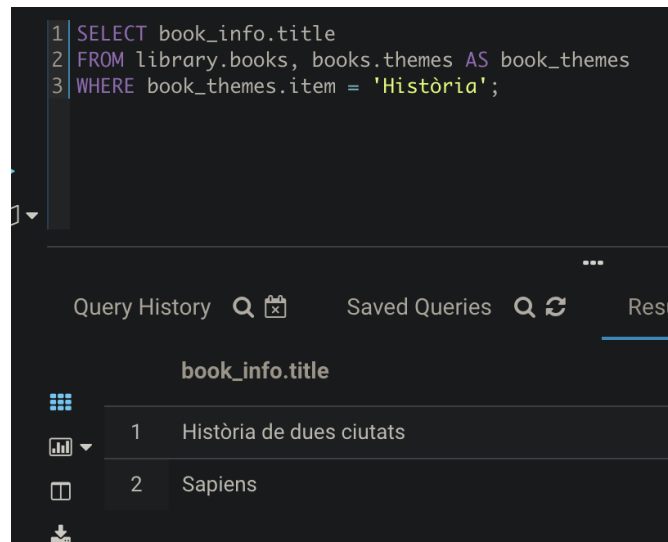 1 SELECT book_info.title
2 FROM library.books, books.themes AS book_themes
3 WHERE book_themes.item = 'Història';
Query History Saved Queries Resu
book_info.title
1 Història de dues ciutats
2 Sapiens